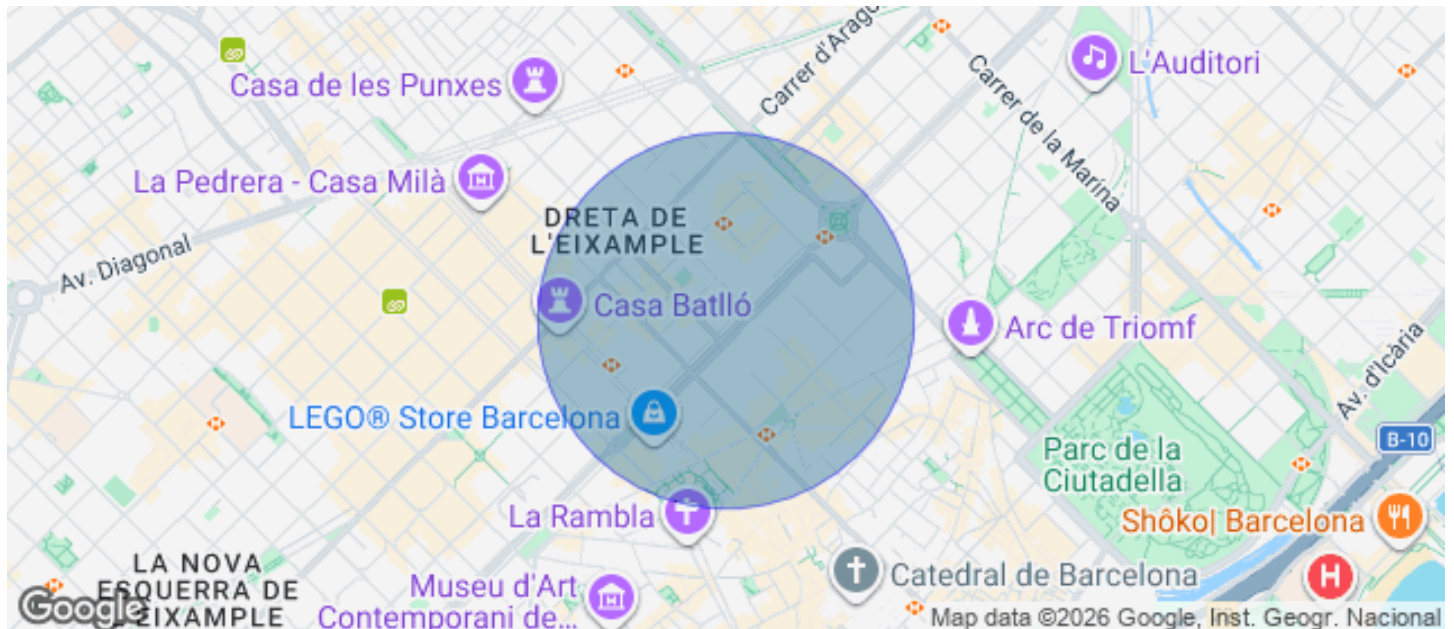 Carrer d'Arago
Casa de les Punxes
L'Auditori
Carrer de la Marina
La Pedrera - Casa Milà
DRETA DE
L'EIXAMPLE
Av. Diagonal
Casa Batlló
Arc de Triomf
Av. d'Icària
LEGO® Store Barcelona
B-10
Parc de la
Ciutadella
La Rambla
Shôko| Barcelona
LA NOVA
ESQUERRA DE
L'EIXAMPLE
Museu d'Art
Contemporani de...
Catedral de Barcelona
H
Google
Map data ©2026 Google, Inst. Geogr. Nacional